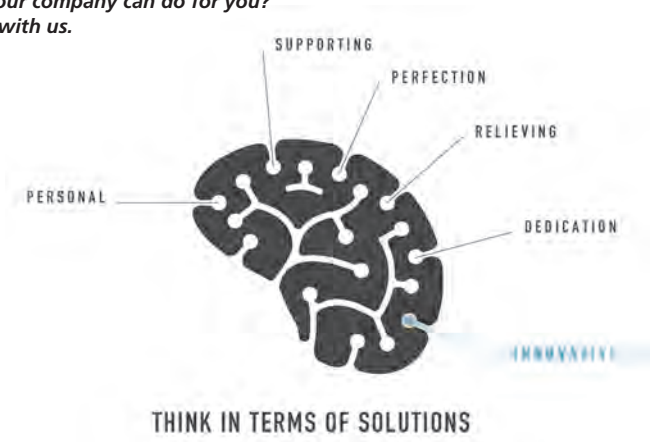 our company can do for you?
with us.
SUPPORTING
PERFECTION
RELIEVING
PERSONAL
DEDICATION
THINK IN TERMS OF SOLUTIONS